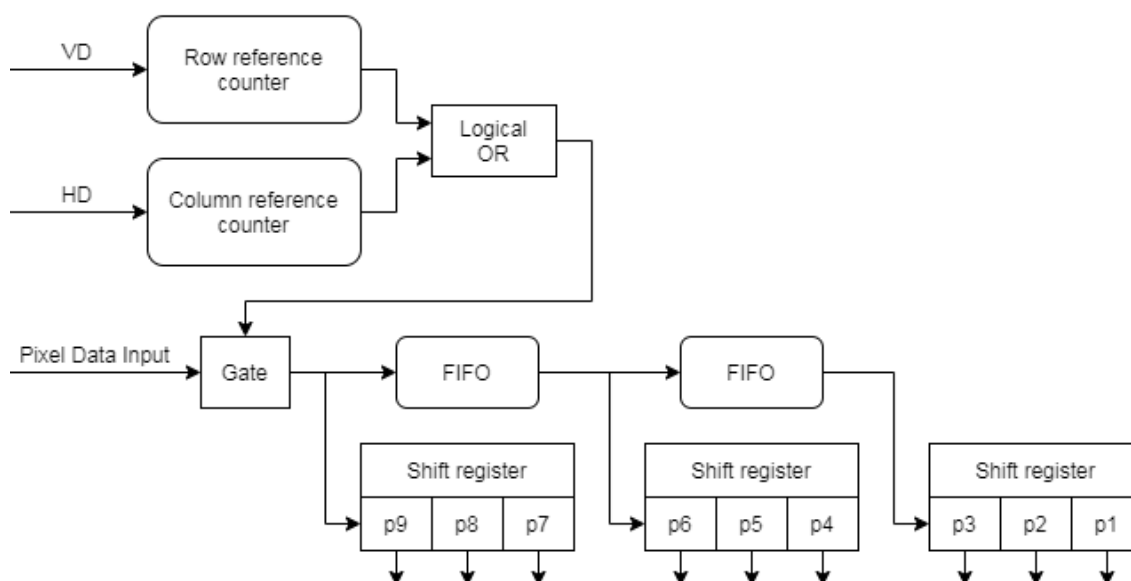 VD
Row reference
counter
Logical
OR
HD
Column reference
counter
Pixel Data Input
Gate
FIFO
FIFO
Shift register
p9 p8 p7
Shift register
p6 p5 p4
Shift register
p3 p2 p1